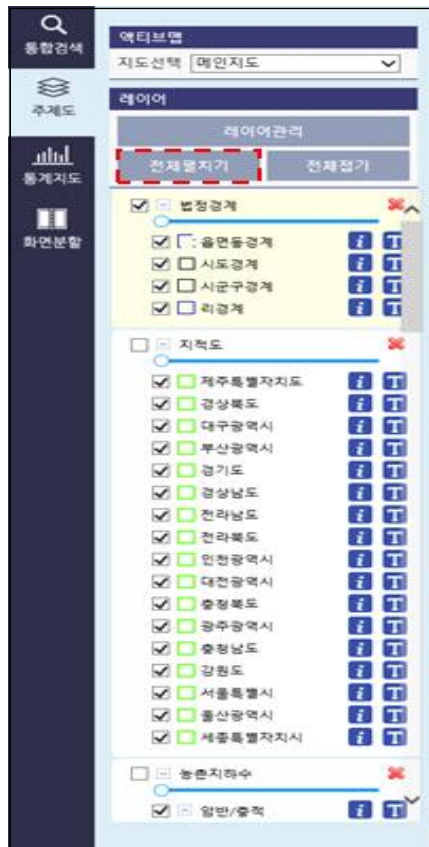 통합검색
주제도
통계지도
화면분할
액티브맵
지도선택 메인지도
레이어
레이어관리
전체펼치기 전체접기
법정경계
읍면동경계 i T
시도경계 i T
시군구경계 i T
리경계 i T
지적도
제주특별자치도 i T
경상북도 i T
대구광역시 i T
부산광역시 i T
경기도 i T
경상남도 i T
전라남도 i T
전라북도 i T
인천광역시 i T
대전광역시 i T
충청북도 i T
광주광역시 i T
충청남도 i T
강원도 i T
서울특별시 i T
울산광역시 i T
세종특별자치시 i T
농촌지하수
암반/충적 i T